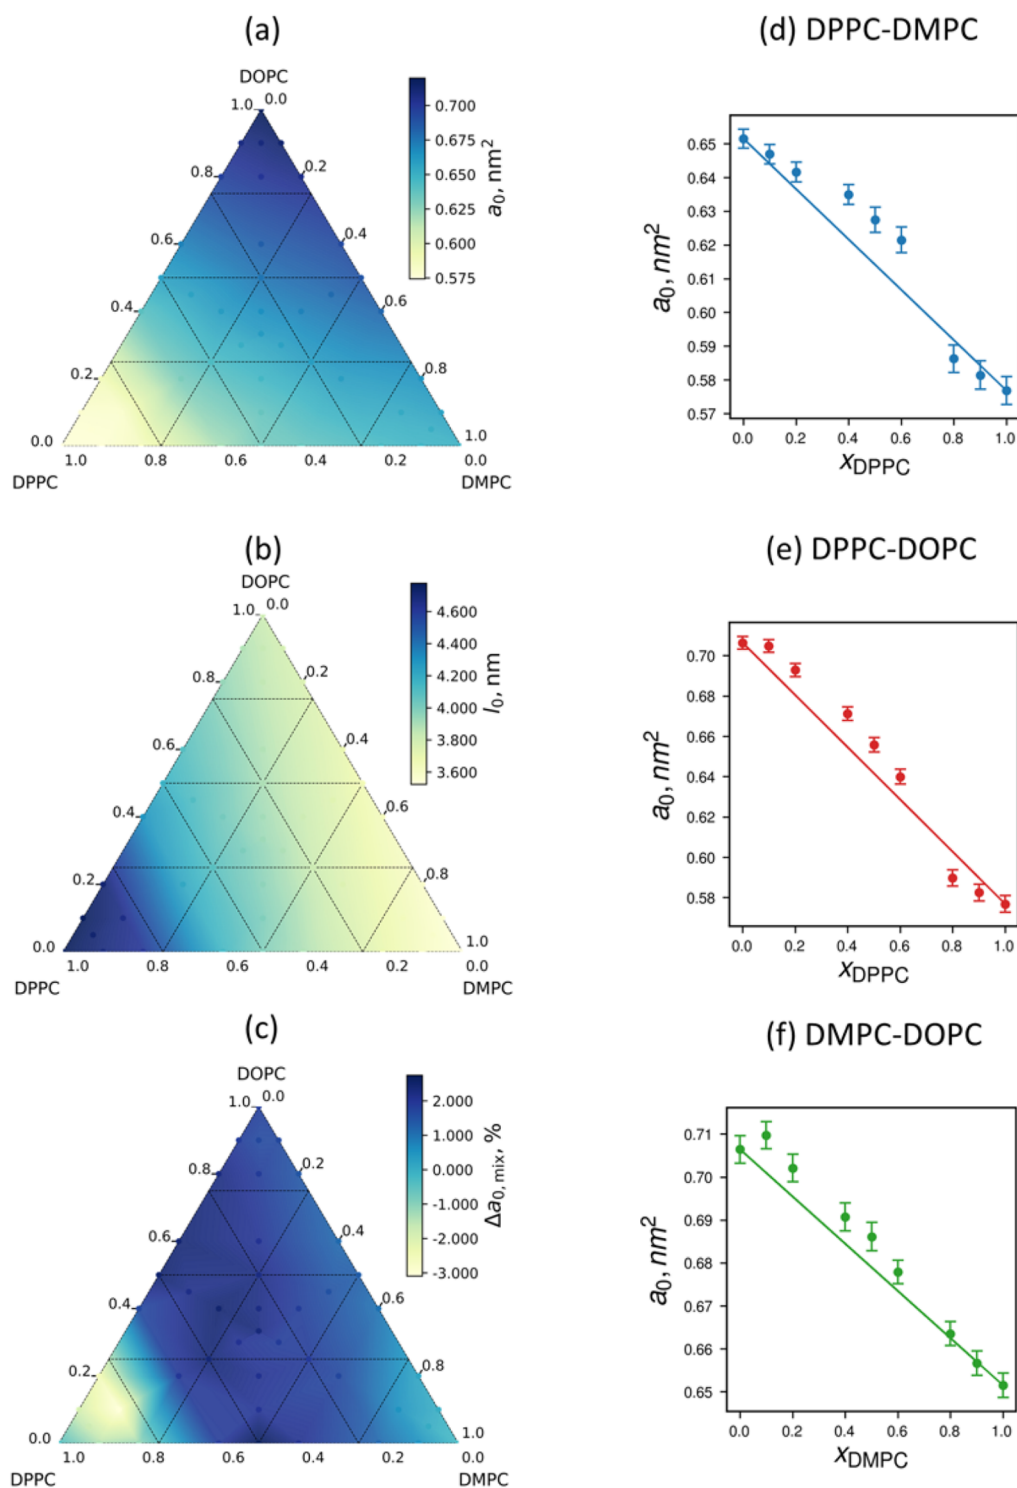 (a)
DOPC
1.0 0.0
0.8 0.2
0.6 0.4
0.4 0.6
0.2 0.8
0.0 1.0
1.0 0.8 0.6 0.4 0.2 0.0
DPPC DMPC
0.700
0.675
0.650
0.625
0.600
0.575
a₀, nm²
(d) DPPC-DMPC
0.65
0.64
0.63
0.62
0.61
0.60
0.59
0.58
0.57
a₀, nm²
0.0 0.2 0.4 0.6 0.8 1.0
x_DPPC
(b)
DOPC
1.0 0.0
0.8 0.2
0.6 0.4
0.4 0.6
0.2 0.8
0.0 1.0
1.0 0.8 0.6 0.4 0.2 0.0
DPPC DMPC
4.600
4.400
4.200
4.000
3.800
3.600
l₀, nm
(e) DPPC-DOPC
0.70
0.68
0.66
0.64
0.62
0.60
0.58
a₀, nm²
0.0 0.2 0.4 0.6 0.8 1.0
x_DPPC
(c)
DOPC
1.0 0.0
0.8 0.2
0.6 0.4
0.4 0.6
0.2 0.8
0.0 1.0
1.0 0.8 0.6 0.4 0.2 0.0
DPPC DMPC
2.000
1.000
0.000
-1.000
-2.000
-3.000
Δa₀,mix, %
(f) DMPC-DOPC
0.71
0.70
0.69
0.68
0.67
0.66
0.65
a₀, nm²
0.0 0.2 0.4 0.6 0.8 1.0
x_DMPC